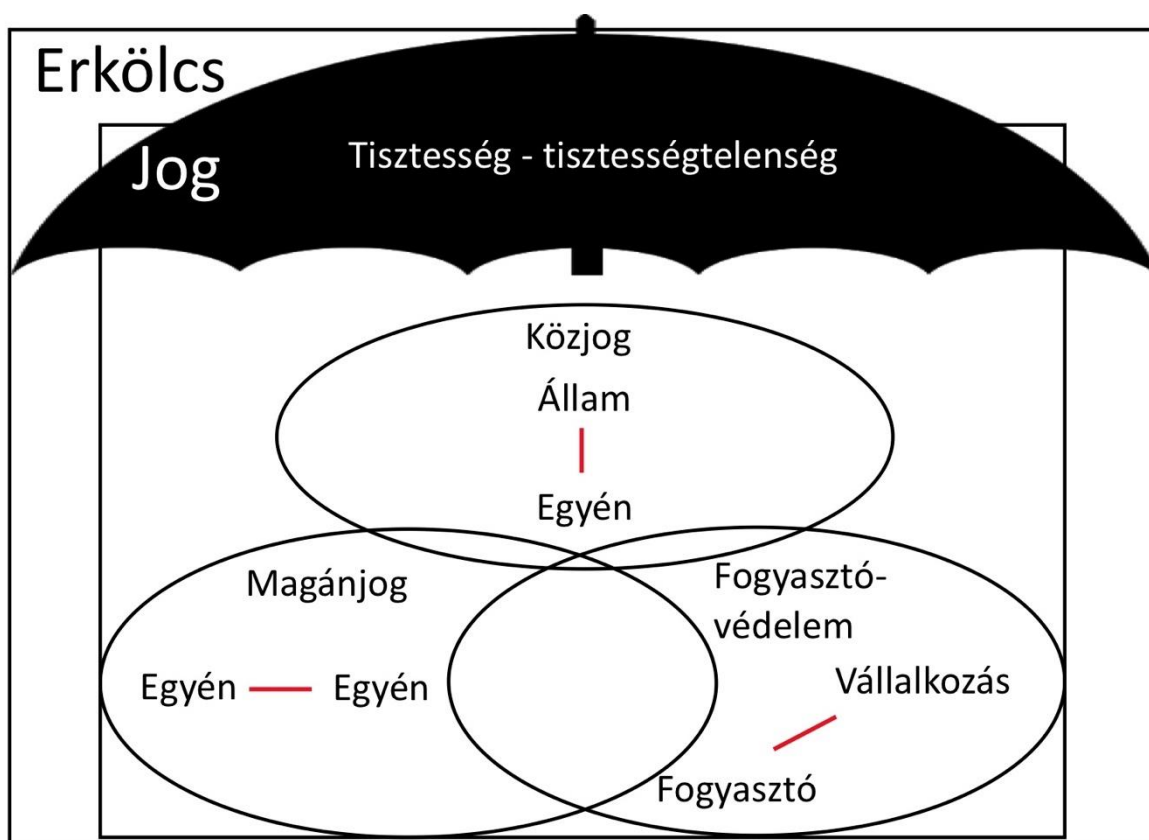 Erkölcs
Jog
Tisztesség - tisztességtelenség
Közjog
Állam
Egyén
Magánjog
Egyén
Egyén
Fogyasztó-
védelem
Vállalkozás
Fogyasztó